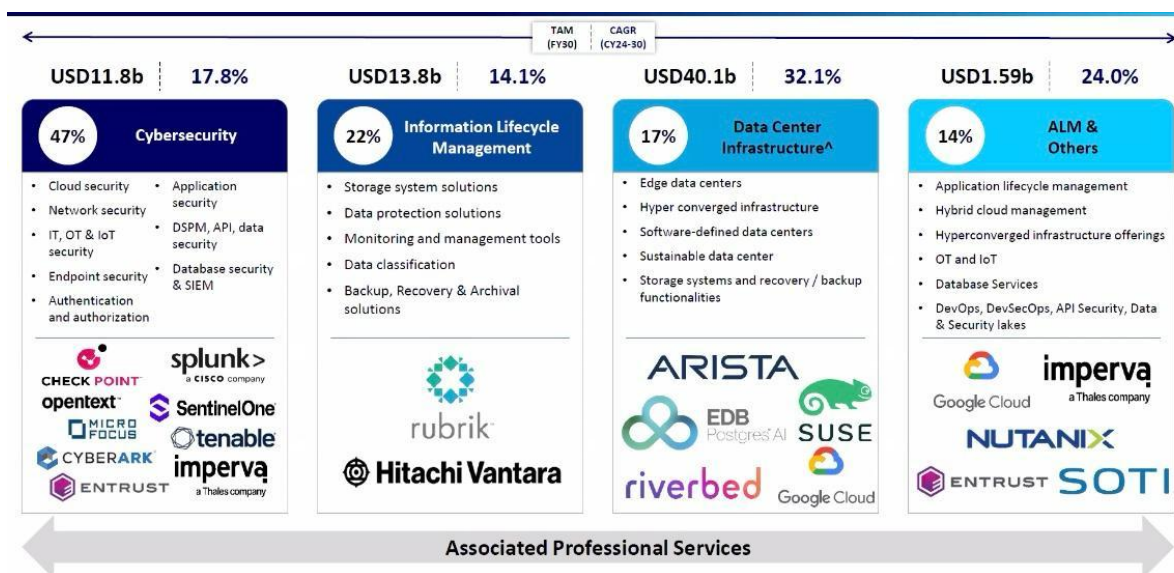 TAM
(FY30)
CAGR
(CY24-30)
USD11.8b
17.8%
USD13.8b
14.1%
USD40.1b
32.1%
USD1.59b
24.0%
47%
Cybersecurity
• Cloud security
• Network security
• IT, OT & IoT
security
• Endpoint security
• Authentication
and authorization
• Application
security
• DSPM, API, data
security
• Database security
& SIEM
CHECK POINT
splunk>
a CISCO company
opentext™
SentinelOne
MICRO
FOCUS
tenable
CYBERARK
imperva
a Thales company
ENTRUST
22%
Information Lifecycle
Management
• Storage system solutions
• Data protection solutions
• Monitoring and management tools
• Data classification
• Backup, Recovery & Archival
solutions
rubrik
Hitachi Vantara
17%
Data Center
Infrastructure^
• Edge data centers
• Hyper converged infrastructure
• Software-defined data centers
• Sustainable data center
• Storage systems and recovery / backup
functionalities
ARISTA
EDB
Postgres AI
SUSE
riverbed
Google Cloud
14%
ALM &
Others
• Application lifecycle management
• Hybrid cloud management
• Hyperconverged infrastructure offerings
• OT and IoT
• Database Services
• DevOps, DevSecOps, API Security, Data
& Security lakes
Google Cloud
imperva
a Thales company
NUTANIX
ENTRUST
SOTI
Associated Professional Services